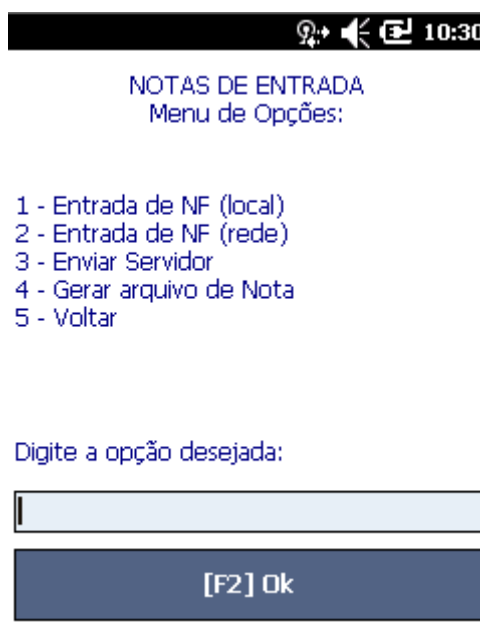 10:30
NOTAS DE ENTRADA
Menu de Opções:
1 - Entrada de NF (local)
2 - Entrada de NF (rede)
3 - Enviar Servidor
4 - Gerar arquivo de Nota
5 - Voltar
Digite a opção desejada:
[F2] Ok